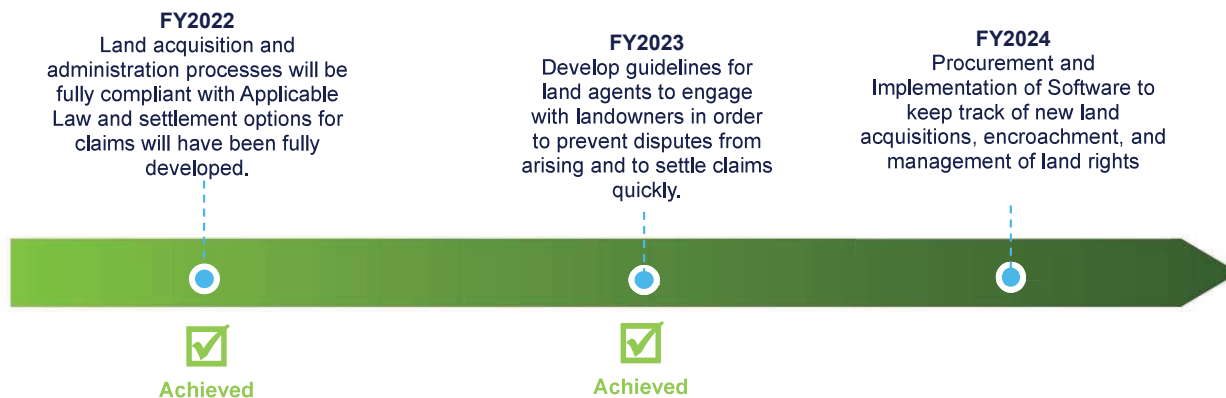 FY2022
Land acquisition and
administration processes will be
fully compliant with Applicable
Law and settlement options for
claims will have been fully
developed.
Achieved
FY2023
Develop guidelines for
land agents to engage
with landowners in order
to prevent disputes from
arising and to settle claims
quickly.
Achieved
FY2024
Procurement and
Implementation of Software to
keep track of new land
acquisitions, encroachment, and
management of land rights